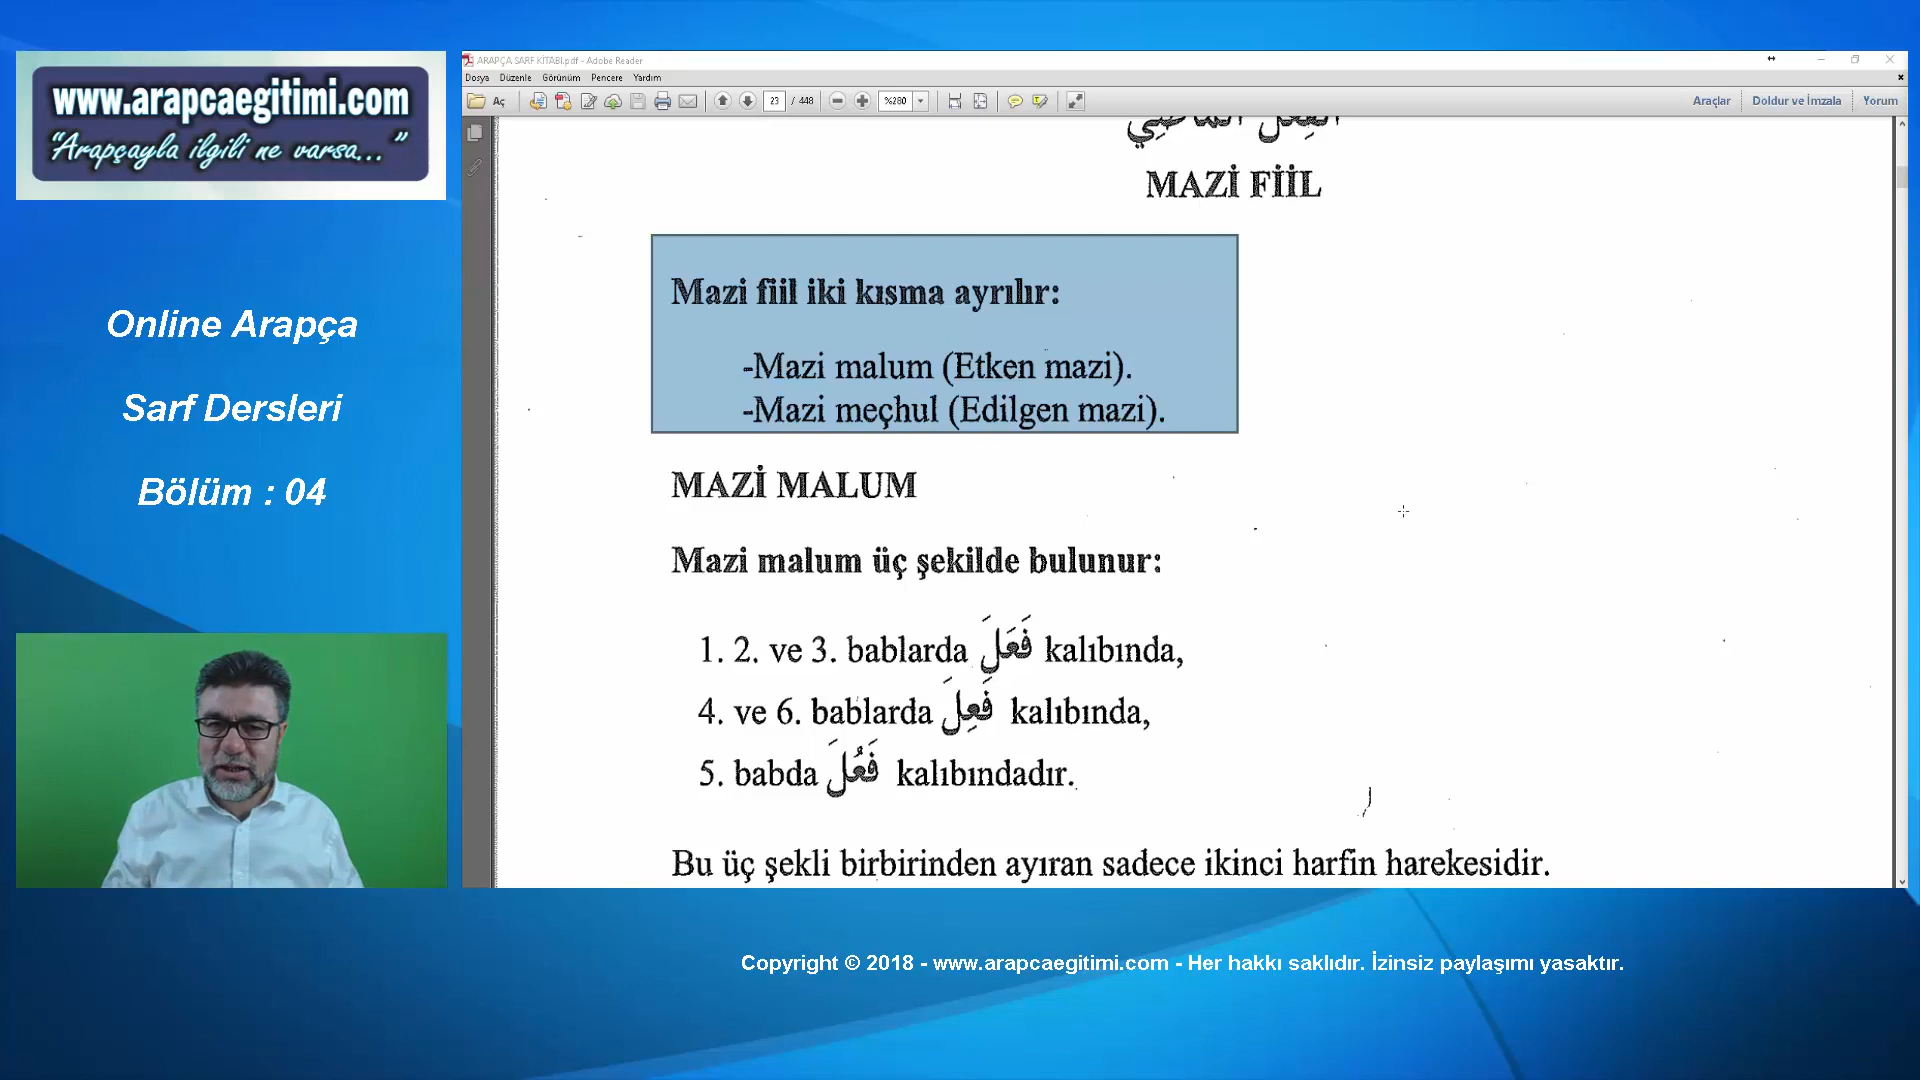 www.arapcaegitimi.com
“Arapçayla ilgili ne varsa... ”
Online Arapça
Sarf Dersleri
Bölüm : 04
ARAPÇA SARF KİTABI.pdf - Adobe Reader
Dosya Düzenle Görünüm Pencere Yardım
Aç 23 / 448 %280 Araçlar Doldur ve İmzala Yorum
الفعل الماضي
MAZİ FİİL
Mazi fiil iki kısma ayrılır:
-Mazi malum (Etken mazi).
-Mazi meçhul (Edilgen mazi).
MAZİ MALUM
Mazi malum üç şekilde bulunur:
1. 2. ve 3. bablarda فَعَلَ kalıbında,
4. ve 6. bablarda فَعِلَ kalıbında,
5. babda فَعُلَ kalıbındadır.
Bu üç şekli birbirinden ayıran sadece ikinci harfin harekesidir.
Copyright © 2018 - www.arapcaegitimi.com - Her hakkı saklıdır. İzinsiz paylaşımı yasaktır.